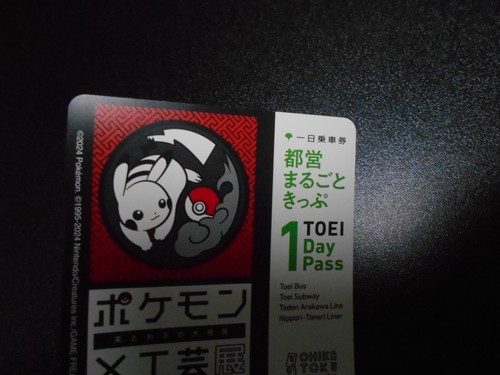 ©2024 Pokémon. ©1995-2024 Nintendo/Creatures Inc./GAME FREAK
一日乗車券
都営
まるごと
きっぷ
1 TOEI
Day
Pass
Toei Bus
Toei Subway
Toden Arakawa Line
Nippori-Toneri Liner
CHIKA
TOKU
ポケモン
×工芸展